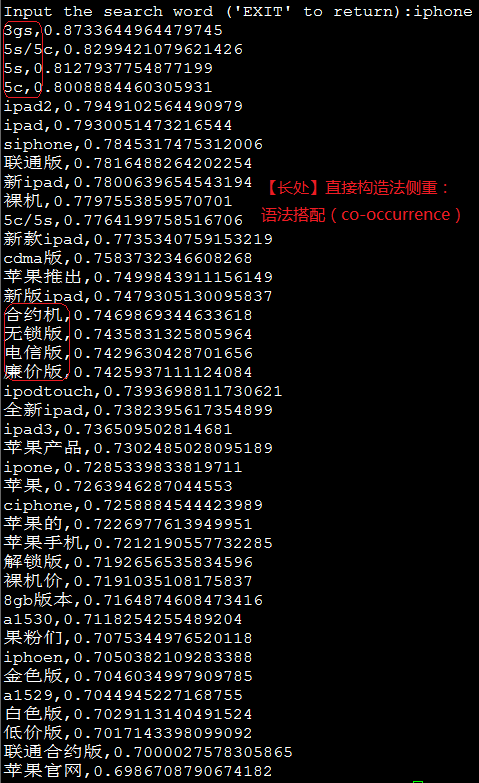 Input the search word ('EXIT' to return):iphone
3gs,0.8733644964479745
5s/5c,0.8299421079621426
5s,0.8127937754877199
5c,0.8008884460305931
ipad2,0.7949102564490979
ipad,0.7930051473216544
siphone,0.7845317475312006
联通版,0.7816488264202254
新ipad,0.7800639654543194
【长处】直接构造法侧重：
裸机,0.7797553859570701
语法搭配（co-occurrence）
5c/5s,0.7764199758516706
新款ipad,0.7735340759153219
cdma版,0.7583732346608268
苹果推出,0.7499843911156149
新版ipad,0.7479305130095837
合约机,0.7469869344633618
无锁版,0.7435831325805964
电信版,0.7429630428701656
廉价版,0.7425937111124084
ipodtouch,0.7393698811730621
全新ipad,0.7382395617354899
ipad3,0.736509502814681
苹果产品,0.7302485028095189
ipone,0.7285339833819711
苹果,0.7263946287044553
ciphone,0.7258884544423989
苹果的,0.7226977613949951
苹果手机,0.7212190557732285
解锁版,0.7192656535834596
裸机价,0.7191035108175837
8gb版本,0.7164874608473416
a1530,0.7118254255489204
果粉们,0.7075344976520118
iphoen,0.7050382109283388
金色版,0.7046034997909785
a1529,0.7044945227168755
白色版,0.7029113140491524
低价版,0.7017143398099092
联通合约版,0.7000027578305865
苹果官网,0.6986708790674182